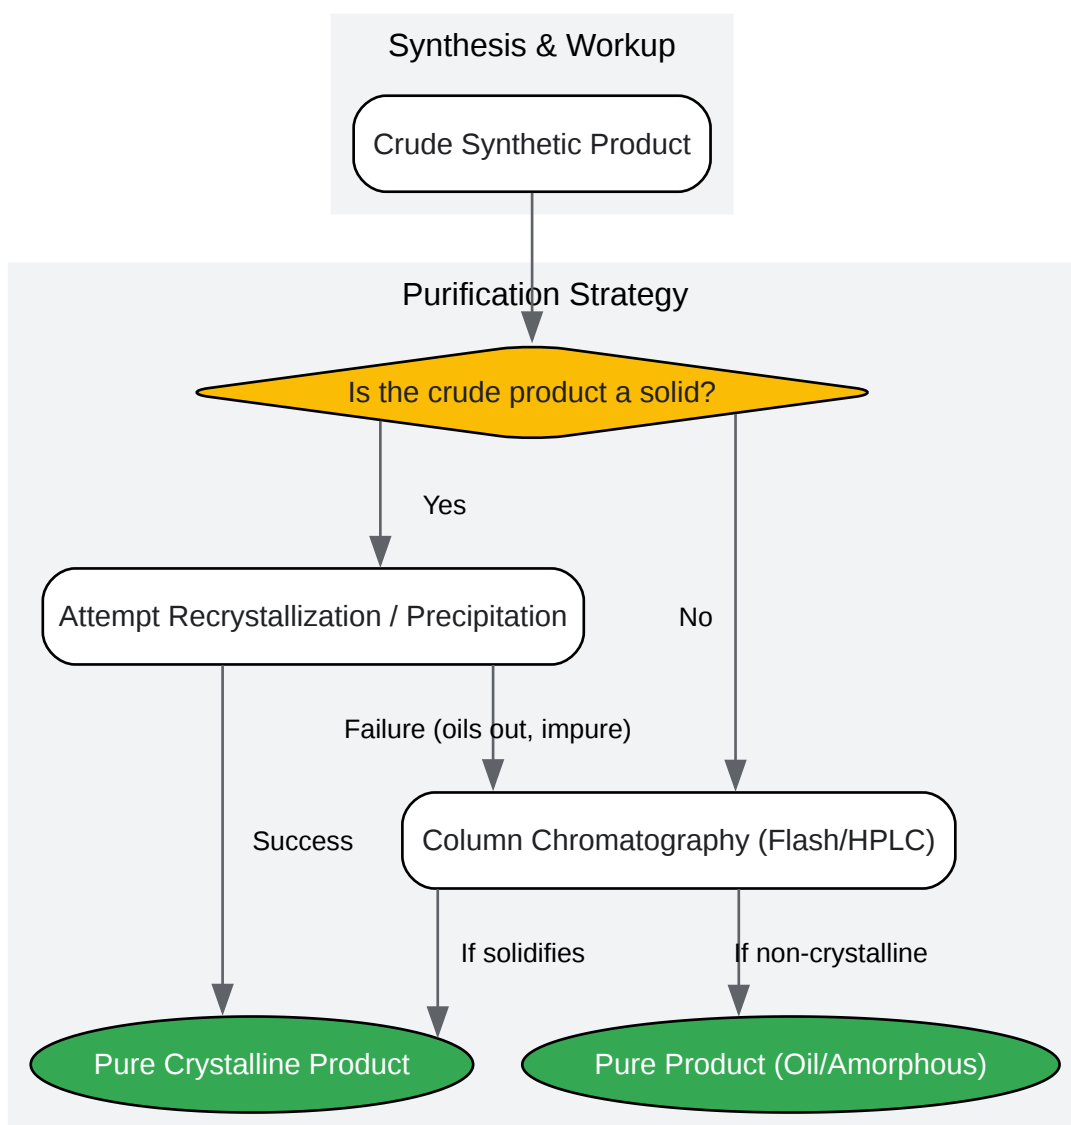 Synthesis & Workup
Crude Synthetic Product
Purification Strategy
Is the crude product a solid?
Yes
Attempt Recrystallization / Precipitation
No
Failure (oils out, impure)
Success
Column Chromatography (Flash/HPLC)
If solidifies
If non-crystalline
Pure Crystalline Product
Pure Product (Oil/Amorphous)